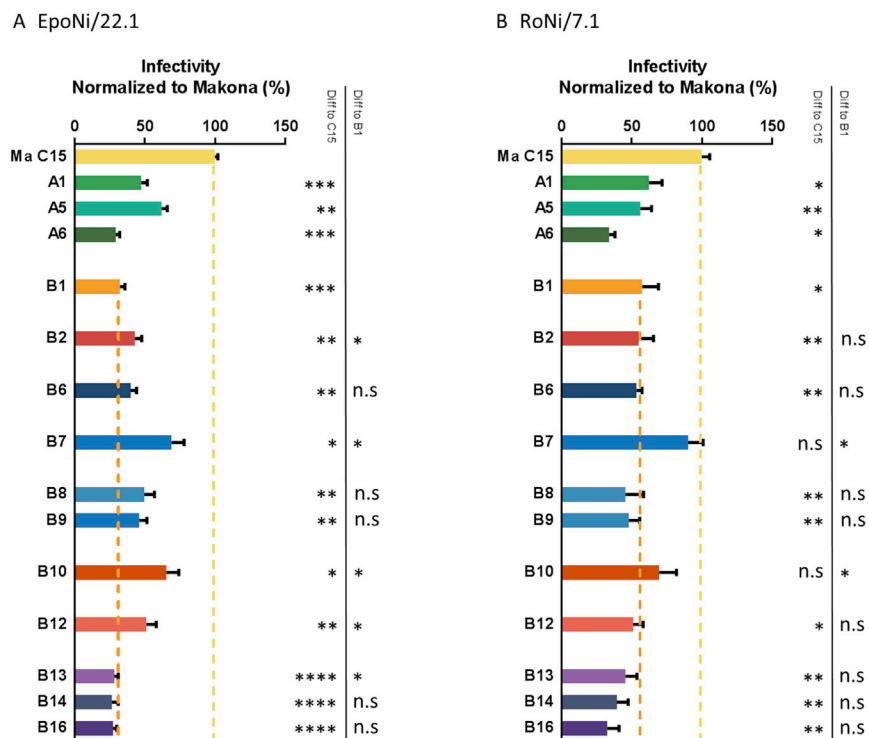 A EpoNi/22.1
Infectivity
Normalized to Makona (%)
Diff to C15
Diff to B1
0 50 100 150
Ma C15
A1 ***
A5 **
A6 ***
B1 ***
B2 ** *
B6 ** n.s
B7 * *
B8 ** n.s
B9 ** n.s
B10 * *
B12 ** *
B13 **** *
B14 **** n.s
B16 **** n.s
B RoNi/7.1
Infectivity
Normalized to Makona (%)
Diff to C15
Diff to B1
0 50 100 150
Ma C15
A1 *
A5 **
A6 *
B1 *
B2 ** n.s
B6 ** n.s
B7 n.s *
B8 ** n.s
B9 ** n.s
B10 n.s *
B12 * n.s
B13 ** n.s
B14 ** n.s
B16 ** n.s